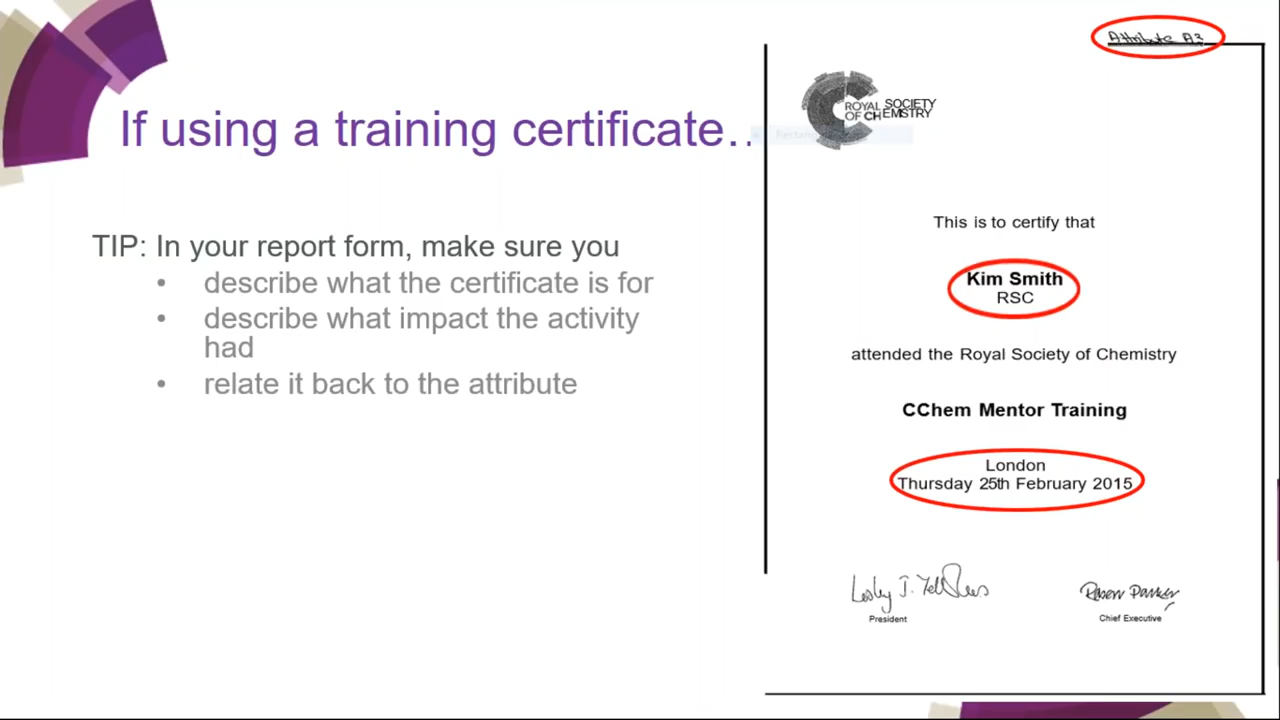 Attribute A3
ROYAL SOCIETY
OF CHEMISTRY
If using a training certificate...
TIP: In your report form, make sure you
• describe what the certificate is for
• describe what impact the activity
had
• relate it back to the attribute
This is to certify that
Kim Smith
RSC
attended the Royal Society of Chemistry
CChem Mentor Training
London
Thursday 25th February 2015
President
Chief Executive